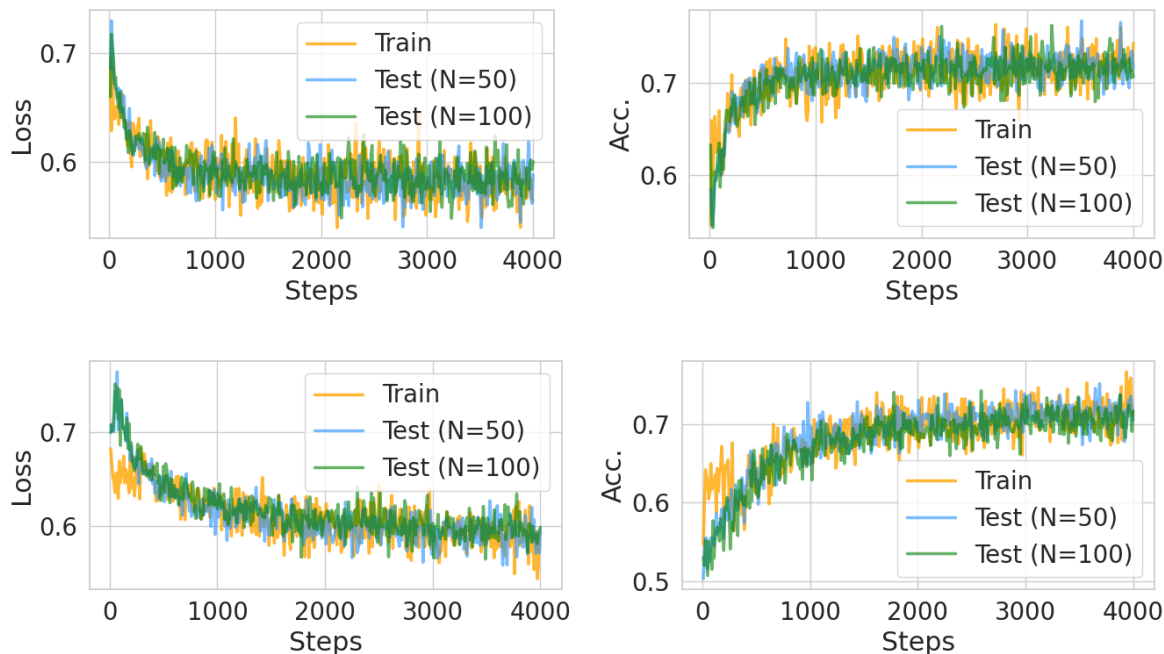 0.7
0.6
Loss
Train
Test (N=50)
Test (N=100)
0 1000 2000 3000 4000
Steps
0.7
0.6
Acc.
Train
Test (N=50)
Test (N=100)
0 1000 2000 3000 4000
Steps
0.7
0.6
Loss
Train
Test (N=50)
Test (N=100)
0 1000 2000 3000 4000
Steps
0.7
0.6
0.5
Acc.
Train
Test (N=50)
Test (N=100)
0 1000 2000 3000 4000
Steps